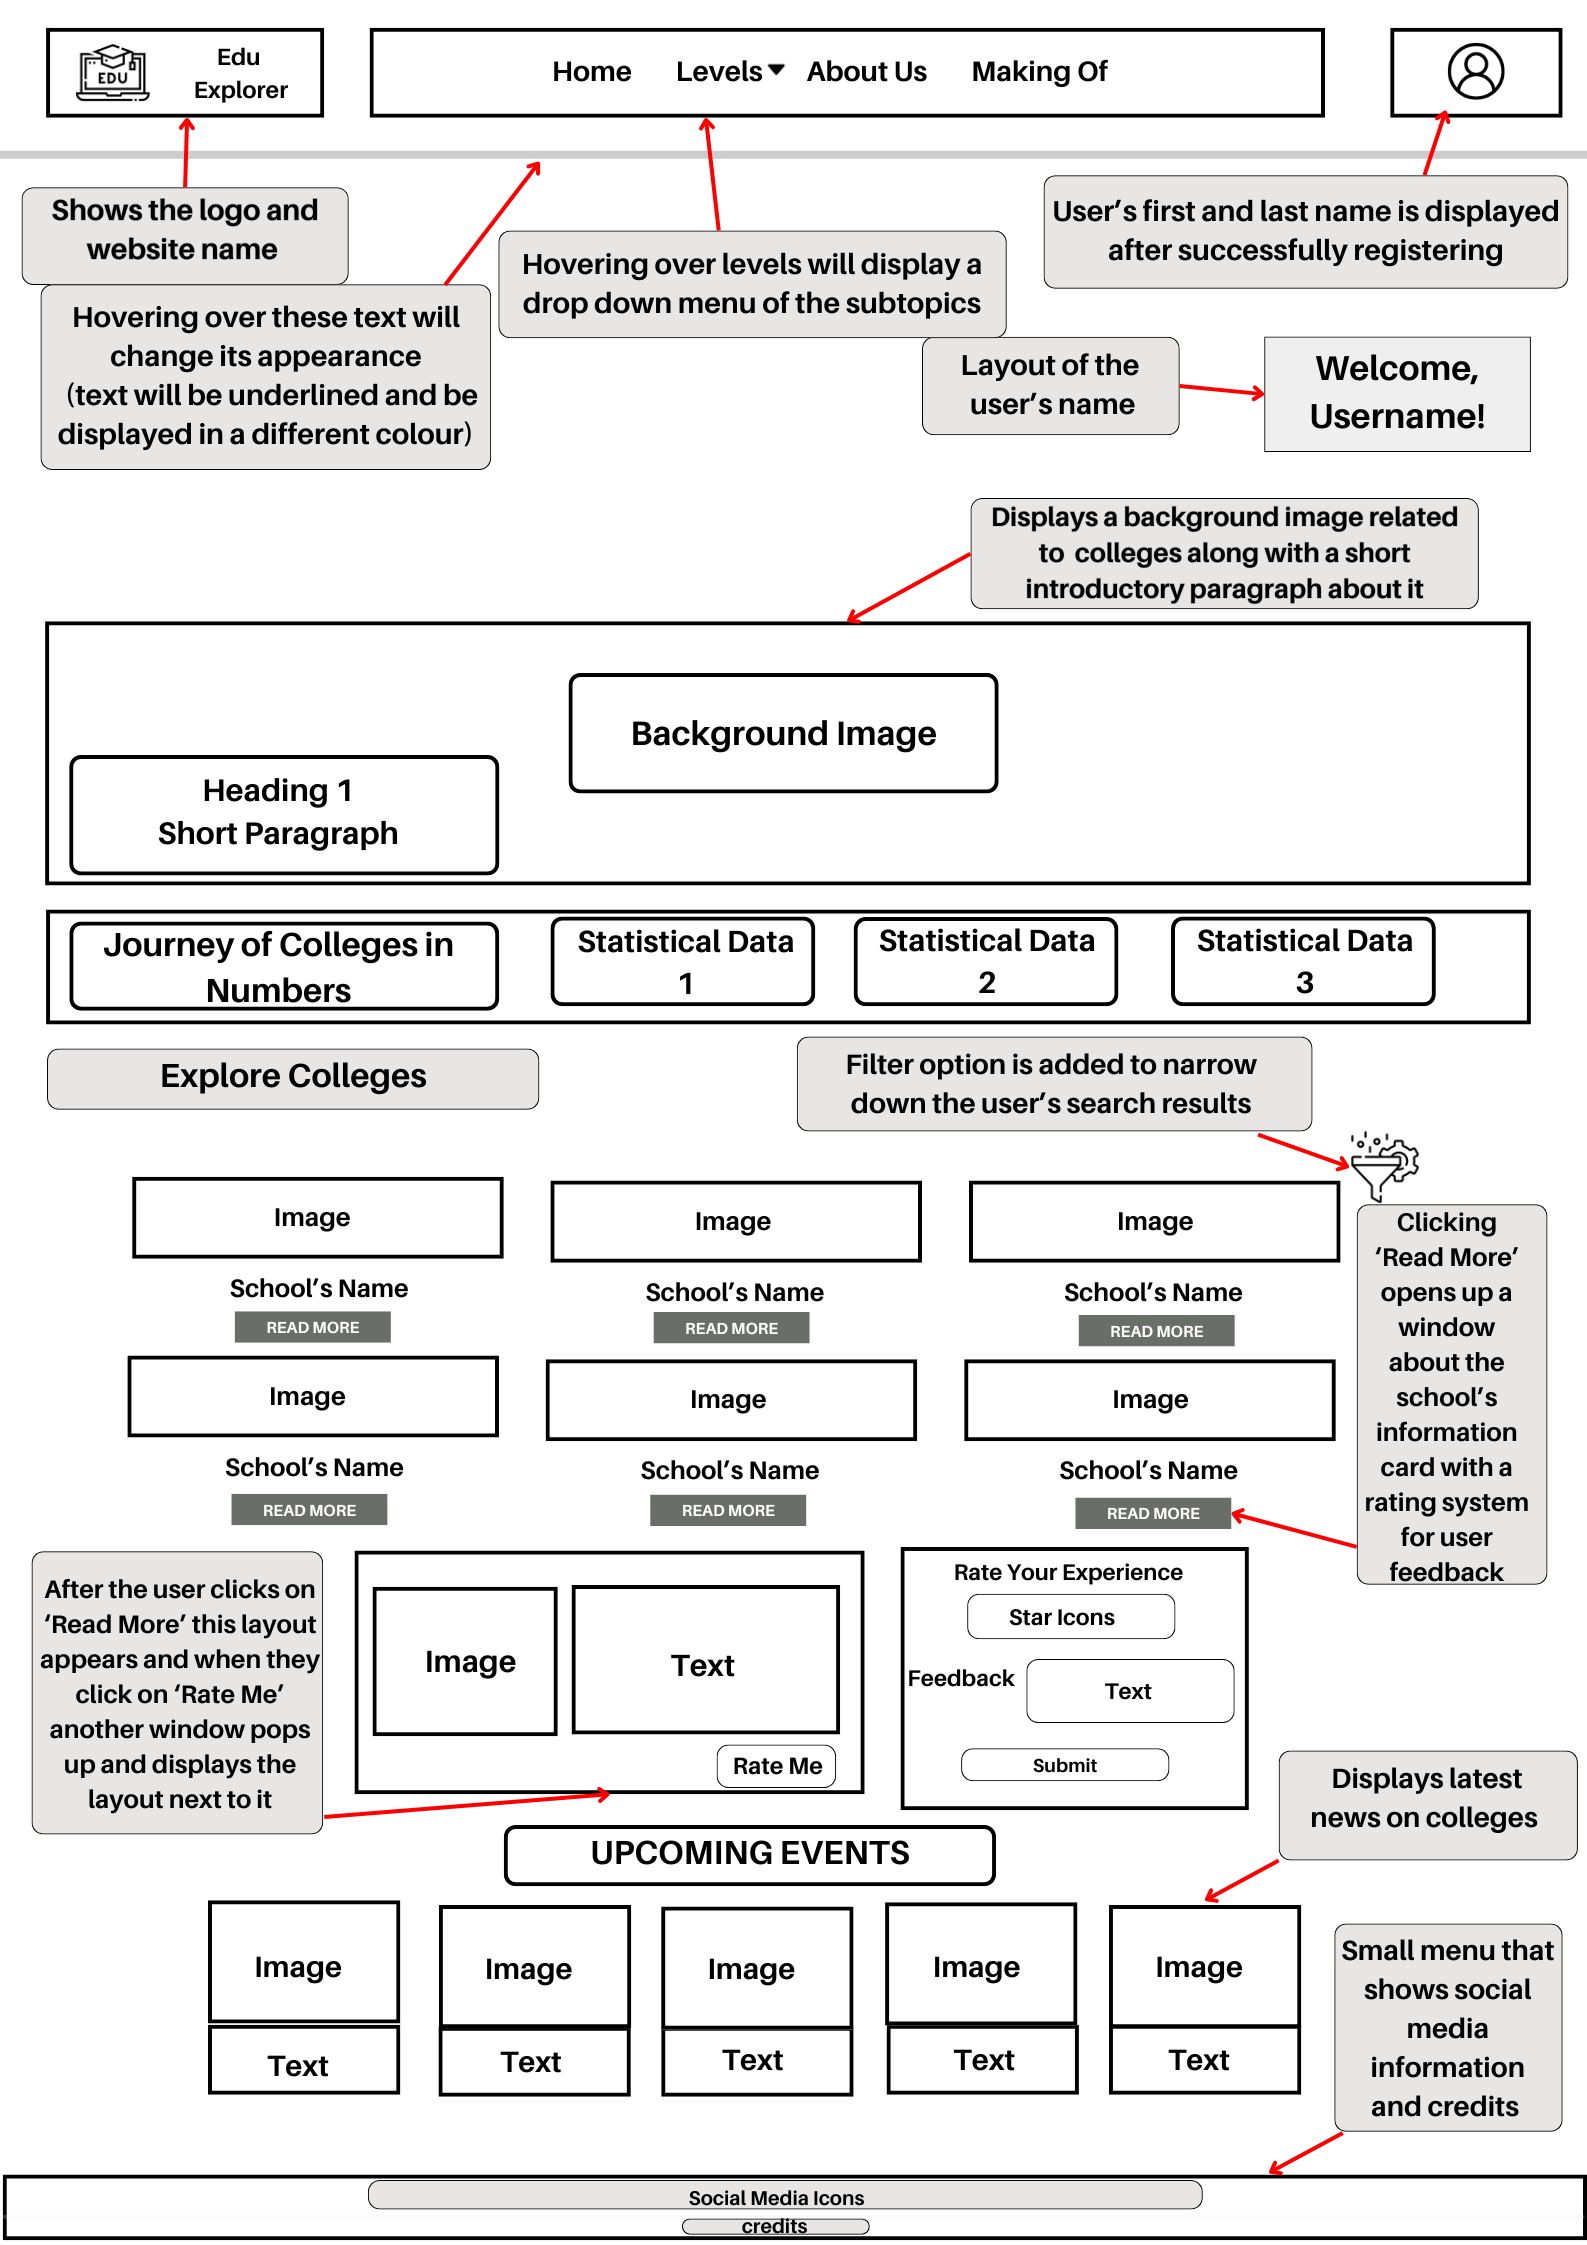 EDU
Edu
Explorer
Home Levels About Us Making Of
Shows the logo and
website name
Hovering over these text will
change its appearance
(text will be underlined and be
displayed in a different colour)
Hovering over levels will display a
drop down menu of the subtopics
User’s first and last name is displayed
after successfully registering
Layout of the
user’s name
Welcome,
Username!
Displays a background image related
to colleges along with a short
introductory paragraph about it
Background Image
Heading 1
Short Paragraph
Journey of Colleges in
Numbers
Statistical Data
1
Statistical Data
2
Statistical Data
3
Explore Colleges
Filter option is added to narrow
down the user’s search results
Image
Image
Image
School’s Name
School’s Name
School’s Name
READ MORE
READ MORE
READ MORE
Image
Image
Image
School’s Name
School’s Name
School’s Name
READ MORE
READ MORE
READ MORE
Clicking
‘Read More’
opens up a
window
about the
school’s
information
card with a
rating system
for user
feedback
After the user clicks on
‘Read More’ this layout
appears and when they
click on ‘Rate Me’
another window pops
up and displays the
layout next to it
Image
Text
Rate Me
Rate Your Experience
Star Icons
Feedback
Text
Submit
Displays latest
news on colleges
UPCOMING EVENTS
Image
Image
Image
Image
Image
Text
Text
Text
Text
Text
Small menu that
shows social
media
information
and credits
Social Media Icons
credits